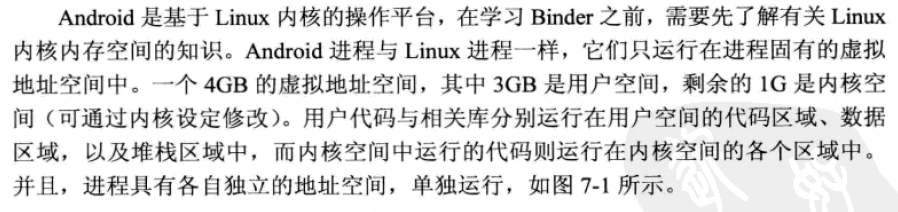 Android 是基于 Linux 内核的操作平台，在学习 Binder 之前，需要先了解有关 Linux
内核内存空间的知识。Android 进程与 Linux 进程一样，它们只运行在进程固有的虚拟
地址空间中。一个 4GB 的虚拟地址空间，其中 3GB 是用户空间，剩余的 1G 是内核空
间（可通过内核设定修改）。用户代码与相关库分别运行在用户空间的代码区域、数据
区域，以及堆栈区域中，而内核空间中运行的代码则运行在内核空间的各个区域中。
并且，进程具有各自独立的地址空间，单独运行，如图 7-1 所示。